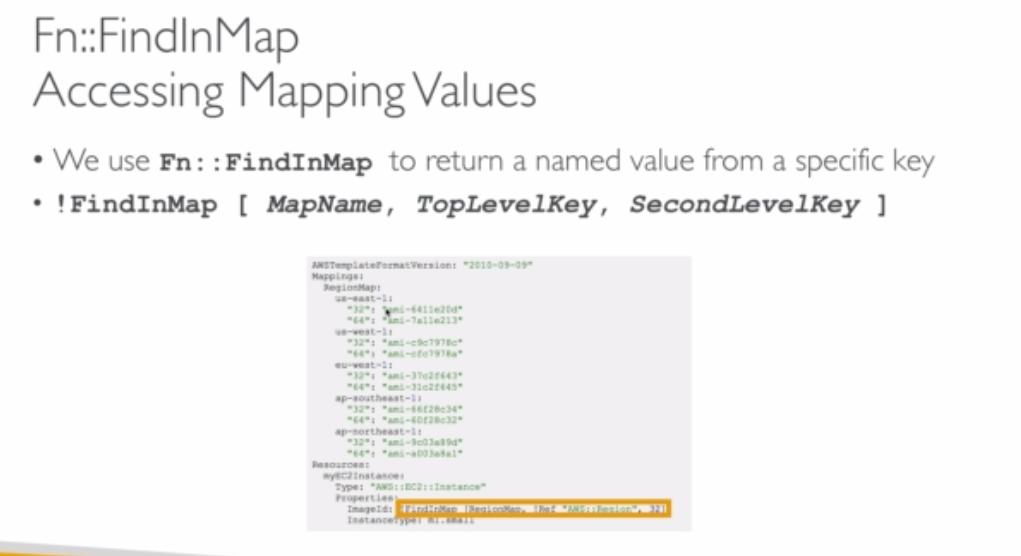 Fn::FindInMap
Accessing Mapping Values
• We use Fn::FindInMap to return a named value from a specific key
• !FindInMap [ MapName, TopLevelKey, SecondLevelKey ]
AWSTemplateFormatVersion: "2010-09-09"
Mappings:
RegionMap:
us-east-1:
"32": "ami-6411e20d"
"64": "ami-7a11e213"
us-west-1:
"32": "ami-c9c7978c"
"64": "ami-cfc7978a"
eu-west-1:
"32": "ami-37c2f643"
"64": "ami-31c2f645"
ap-southeast-1:
"32": "ami-66f28c34"
"64": "ami-60f28c32"
ap-northeast-1:
"32": "ami-9c03a89d"
"64": "ami-a003a8a1"
Resources:
myEC2Instance:
Type: "AWS::EC2::Instance"
Properties:
ImageId: !FindInMap [RegionMap, !Ref "AWS::Region", 32]
InstanceType: m1.small